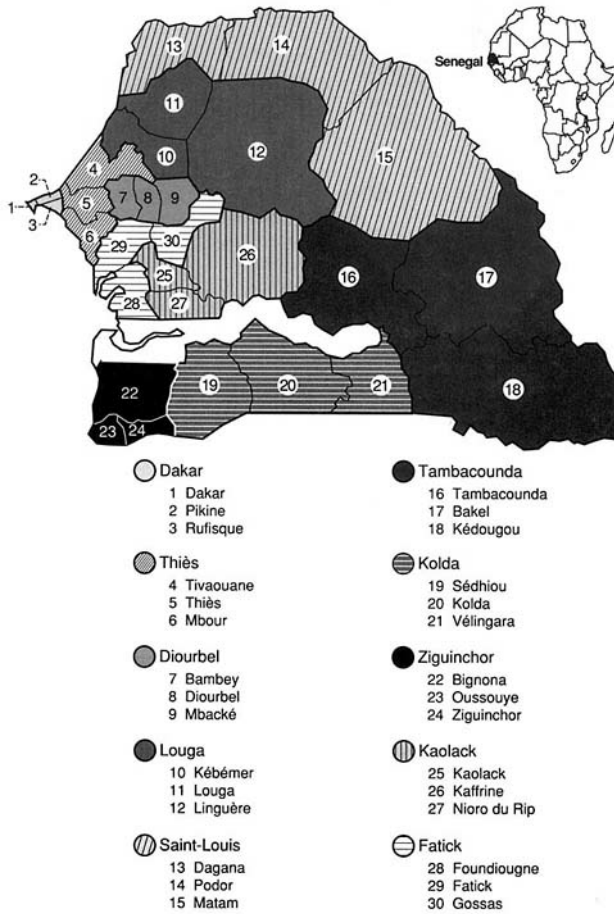 13
14
Senegal
11
15
10
12
4
2
7
8
9
1
5
3
6
29
30
26
25
16
17
28
27
22
19
20
21
18
23
24
Dakar
1 Dakar
2 Pikine
3 Rufisque
Thiès
4 Tivaouane
5 Thiès
6 Mbour
Diourbel
7 Bambey
8 Diourbel
9 Mbacké
Louga
10 Kébémer
11 Louga
12 Linguère
Saint-Louis
13 Dagana
14 Podor
15 Matam
Tambacounda
16 Tambacounda
17 Bakel
18 Kédougou
Kolda
19 Sédhiou
20 Kolda
21 Vélingara
Ziguinchor
22 Bignona
23 Oussouye
24 Ziguinchor
Kaolack
25 Kaolack
26 Kaffrine
27 Nioro du Rip
Fatick
28 Foundiougne
29 Fatick
30 Gossas